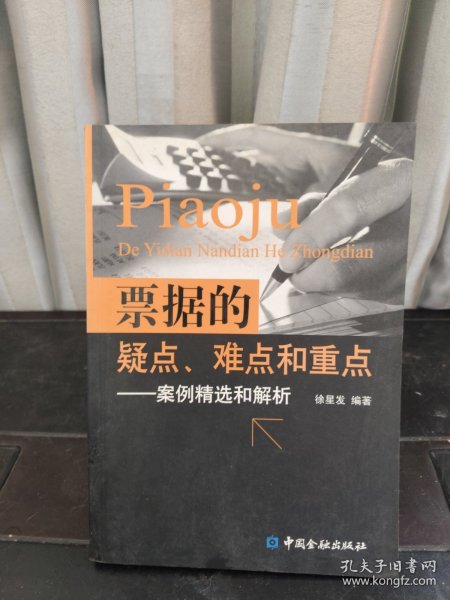 Piaoju
De Yidian Nandian He Zhongdian
票据的
疑点、难点和重点
——案例精选和解析
徐星发 编著
中国金融出版社
孔夫子旧书网
www.kongfz.com